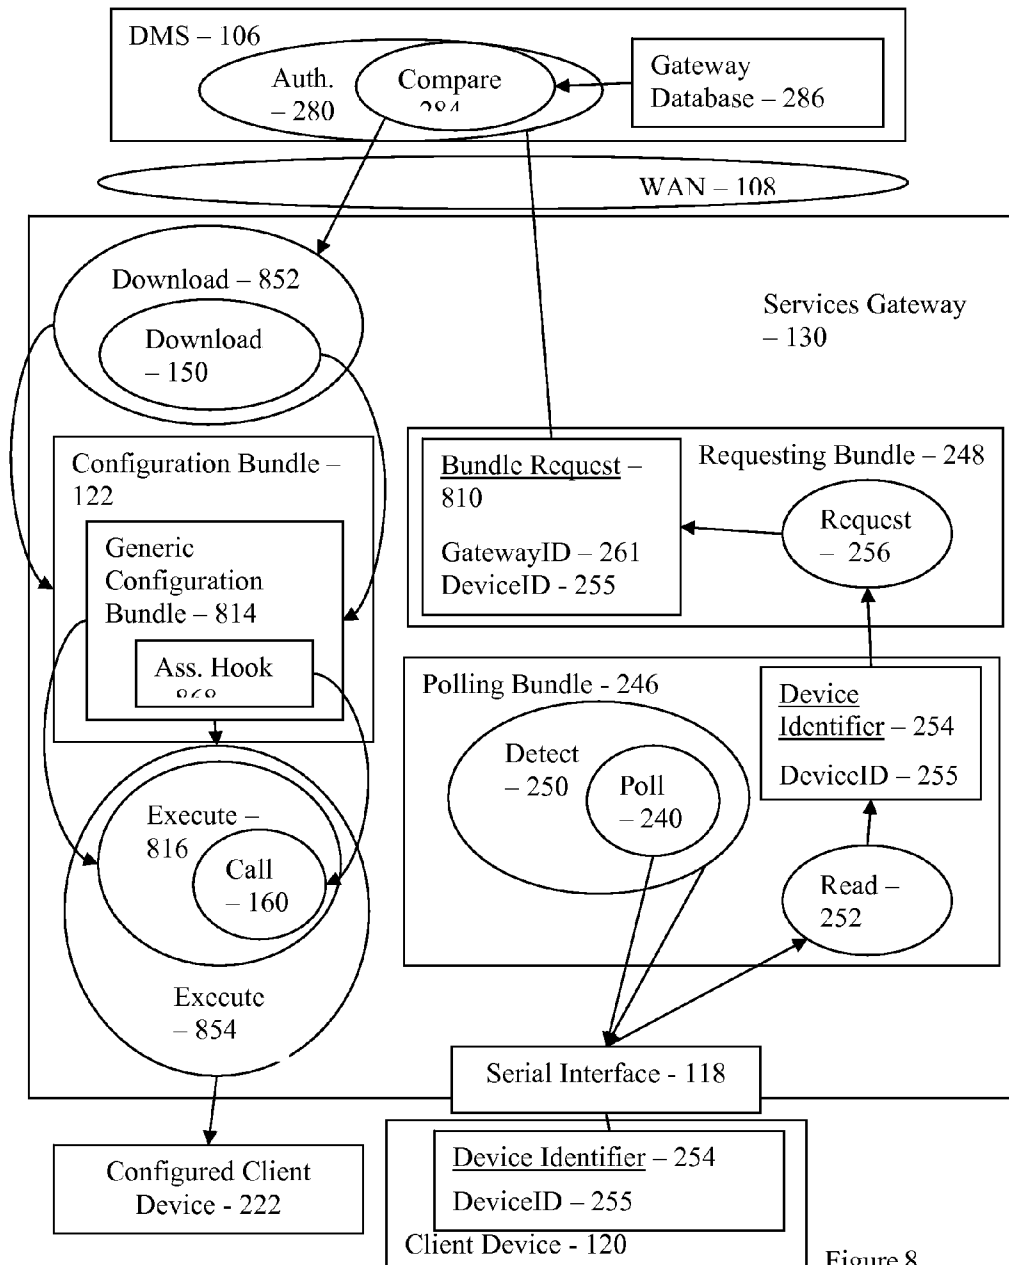 DMS – 106
Auth.
– 280
Compare
284
Gateway
Database – 286
WAN – 108
Download – 852
Download
– 150
Services Gateway
– 130
Configuration Bundle –
122
Generic
Configuration
Bundle – 814
Ass. Hook
868
Bundle Request –
810
GatewayID – 261
DeviceID - 255
Requesting Bundle – 248
Request
– 256
Polling Bundle - 246
Detect
– 250
Poll
– 240
Device
Identifier – 254
DeviceID – 255
Read –
252
Execute –
816
Call
– 160
Execute
– 854
Serial Interface - 118
Configured Client
Device - 222
Device Identifier – 254
DeviceID – 255
Client Device - 120
Figure 8